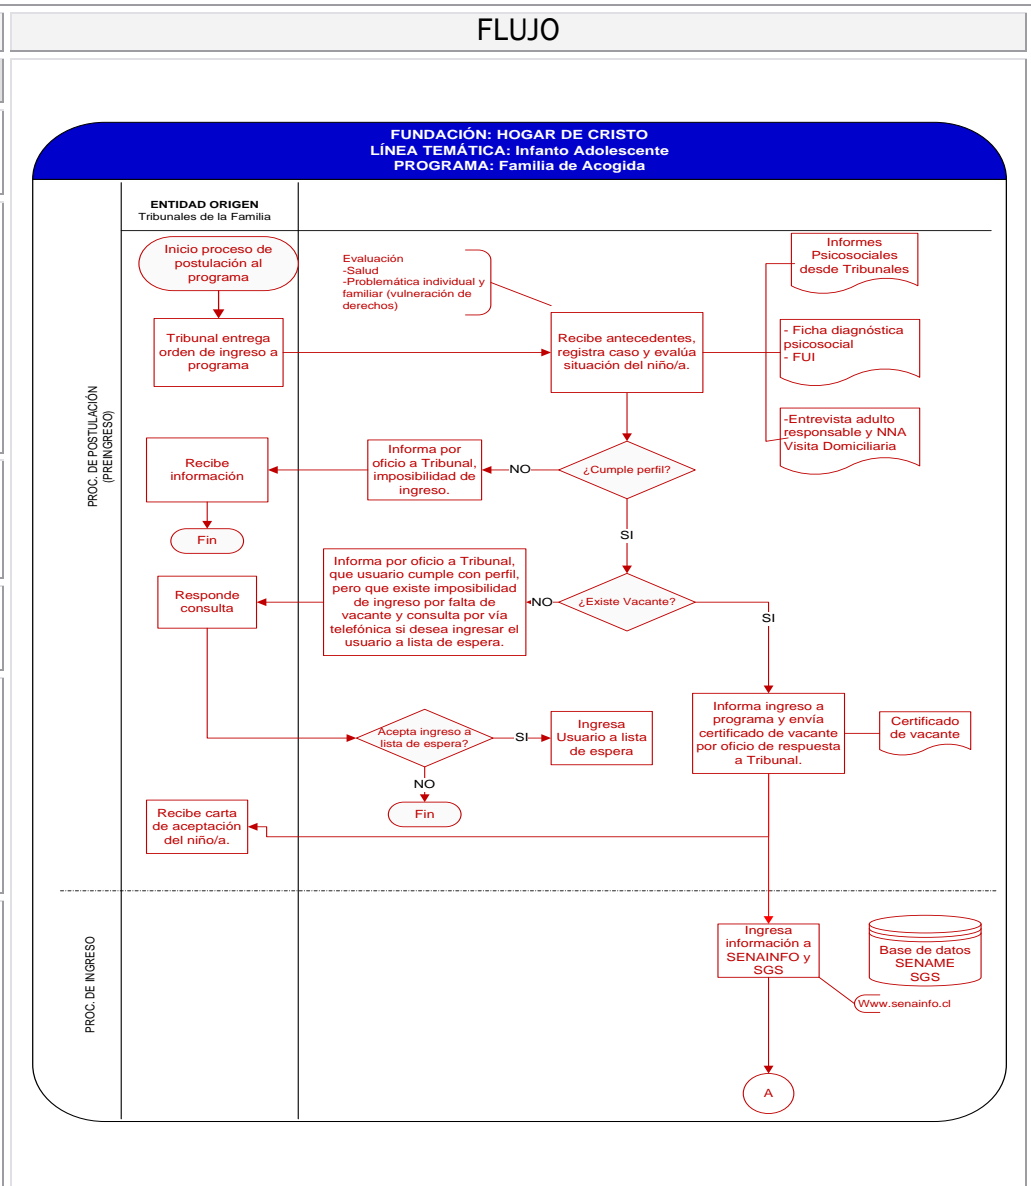 FLUJO
FUNDACIÓN: HOGAR DE CRISTO
LÍNEA TEMÁTICA: Infanto Adolescente
PROGRAMA: Familia de Acogida
ENTIDAD ORIGEN
Tribunales de la Familia
PROC. DE POSTULACIÓN
(PREINGRESO)
Inicio proceso de
postulación al
programa
Evaluación
-Salud
-Problemática individual y
familiar (vulneración de
derechos)
Informes
Psicosociales
desde Tribunales
Tribunal entrega
orden de ingreso a
programa
Recibe antecedentes,
registra caso y evalúa
situación del niño/a.
- Ficha diagnóstica
psicosocial
- FUI
-Entrevista adulto
responsable y NNA
Visita Domiciliaria
Recibe
información
Informa por
oficio a Tribunal,
imposibilidad de
ingreso.
NO
¿Cumple perfil?
Fin
SI
Responde
consulta
Informa por oficio a Tribunal,
que usuario cumple con perfil,
pero que existe imposibilidad
de ingreso por falta de
vacante y consulta por vía
telefónica si desea ingresar el
usuario a lista de espera.
NO
¿Existe Vacante?
SI
Acepta ingreso a
lista de espera?
SI
Ingresa
Usuario a lista
de espera
Informa ingreso a
programa y envía
certificado de vacante
por oficio de respuesta
a Tribunal.
Certificado
de vacante
NO
Fin
Recibe carta
de aceptación
del niño/a.
PROC. DE INGRESO
Ingresa
información a
SENAINFO y
SGS
Base de datos
SENAME
SGS
Www.senainfo.cl
A